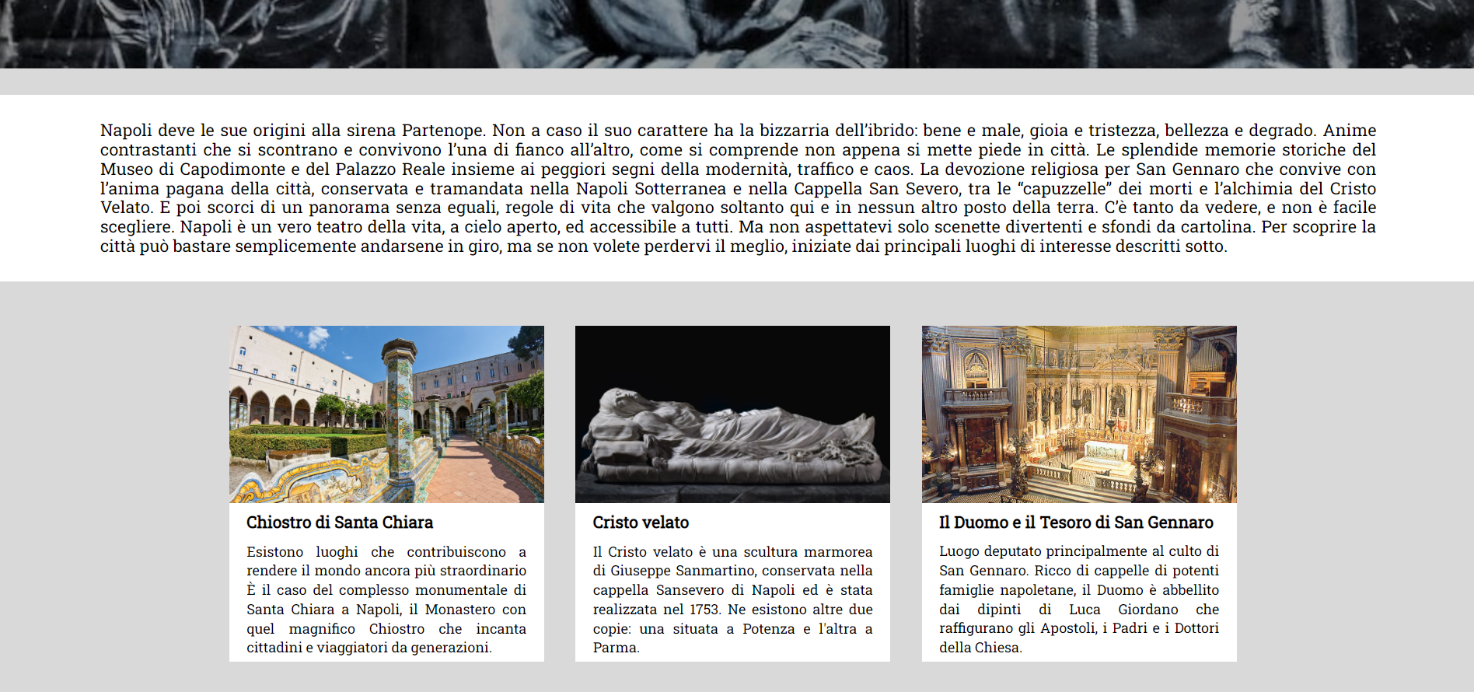 Napoli deve le sue origini alla sirena Partenope. Non a caso il suo carattere ha la bizzarria dell’ibrido: bene e male, gioia e tristezza, bellezza e degrado. Anime
contrastanti che si scontrano e convivono l’una di fianco all’altro, come si comprende non appena si mette piede in città. Le splendide memorie storiche del
Museo di Capodimonte e del Palazzo Reale insieme ai peggiori segni della modernità, traffico e caos. La devozione religiosa per San Gennaro che convive con
l’anima pagana della città, conservata e tramandata nella Napoli Sotterranea e nella Cappella San Severo, tra le “capuzzelle” dei morti e l’alchimia del Cristo
Velato. E poi scorci di un panorama senza eguali, regole di vita che valgono soltanto qui e in nessun altro posto della terra. C’è tanto da vedere, e non è facile
scegliere. Napoli è un vero teatro della vita, a cielo aperto, ed accessibile a tutti. Ma non aspettatevi solo scenette divertenti e sfondi da cartolina. Per scoprire la
città può bastare semplicemente andarsene in giro, ma se non volete perdervi il meglio, iniziate dai principali luoghi di interesse descritti sotto.
Chiostro di Santa Chiara
Esistono luoghi che contribuiscono a
rendere il mondo ancora più straordinario
È il caso del complesso monumentale di
Santa Chiara a Napoli, il Monastero con
quel magnifico Chiostro che incanta
cittadini e viaggiatori da generazioni.
Cristo velato
Il Cristo velato è una scultura marmorea
di Giuseppe Sanmartino, conservata nella
cappella Sansevero di Napoli ed è stata
realizzata nel 1753. Ne esistono altre due
copie: una situata a Potenza e l'altra a
Parma.
Il Duomo e il Tesoro di San Gennaro
Luogo deputato principalmente al culto di
San Gennaro. Ricco di cappelle di potenti
famiglie napoletane, il Duomo è abbellito
dai dipinti di Luca Giordano che
raffigurano gli Apostoli, i Padri e i Dottori
della Chiesa.